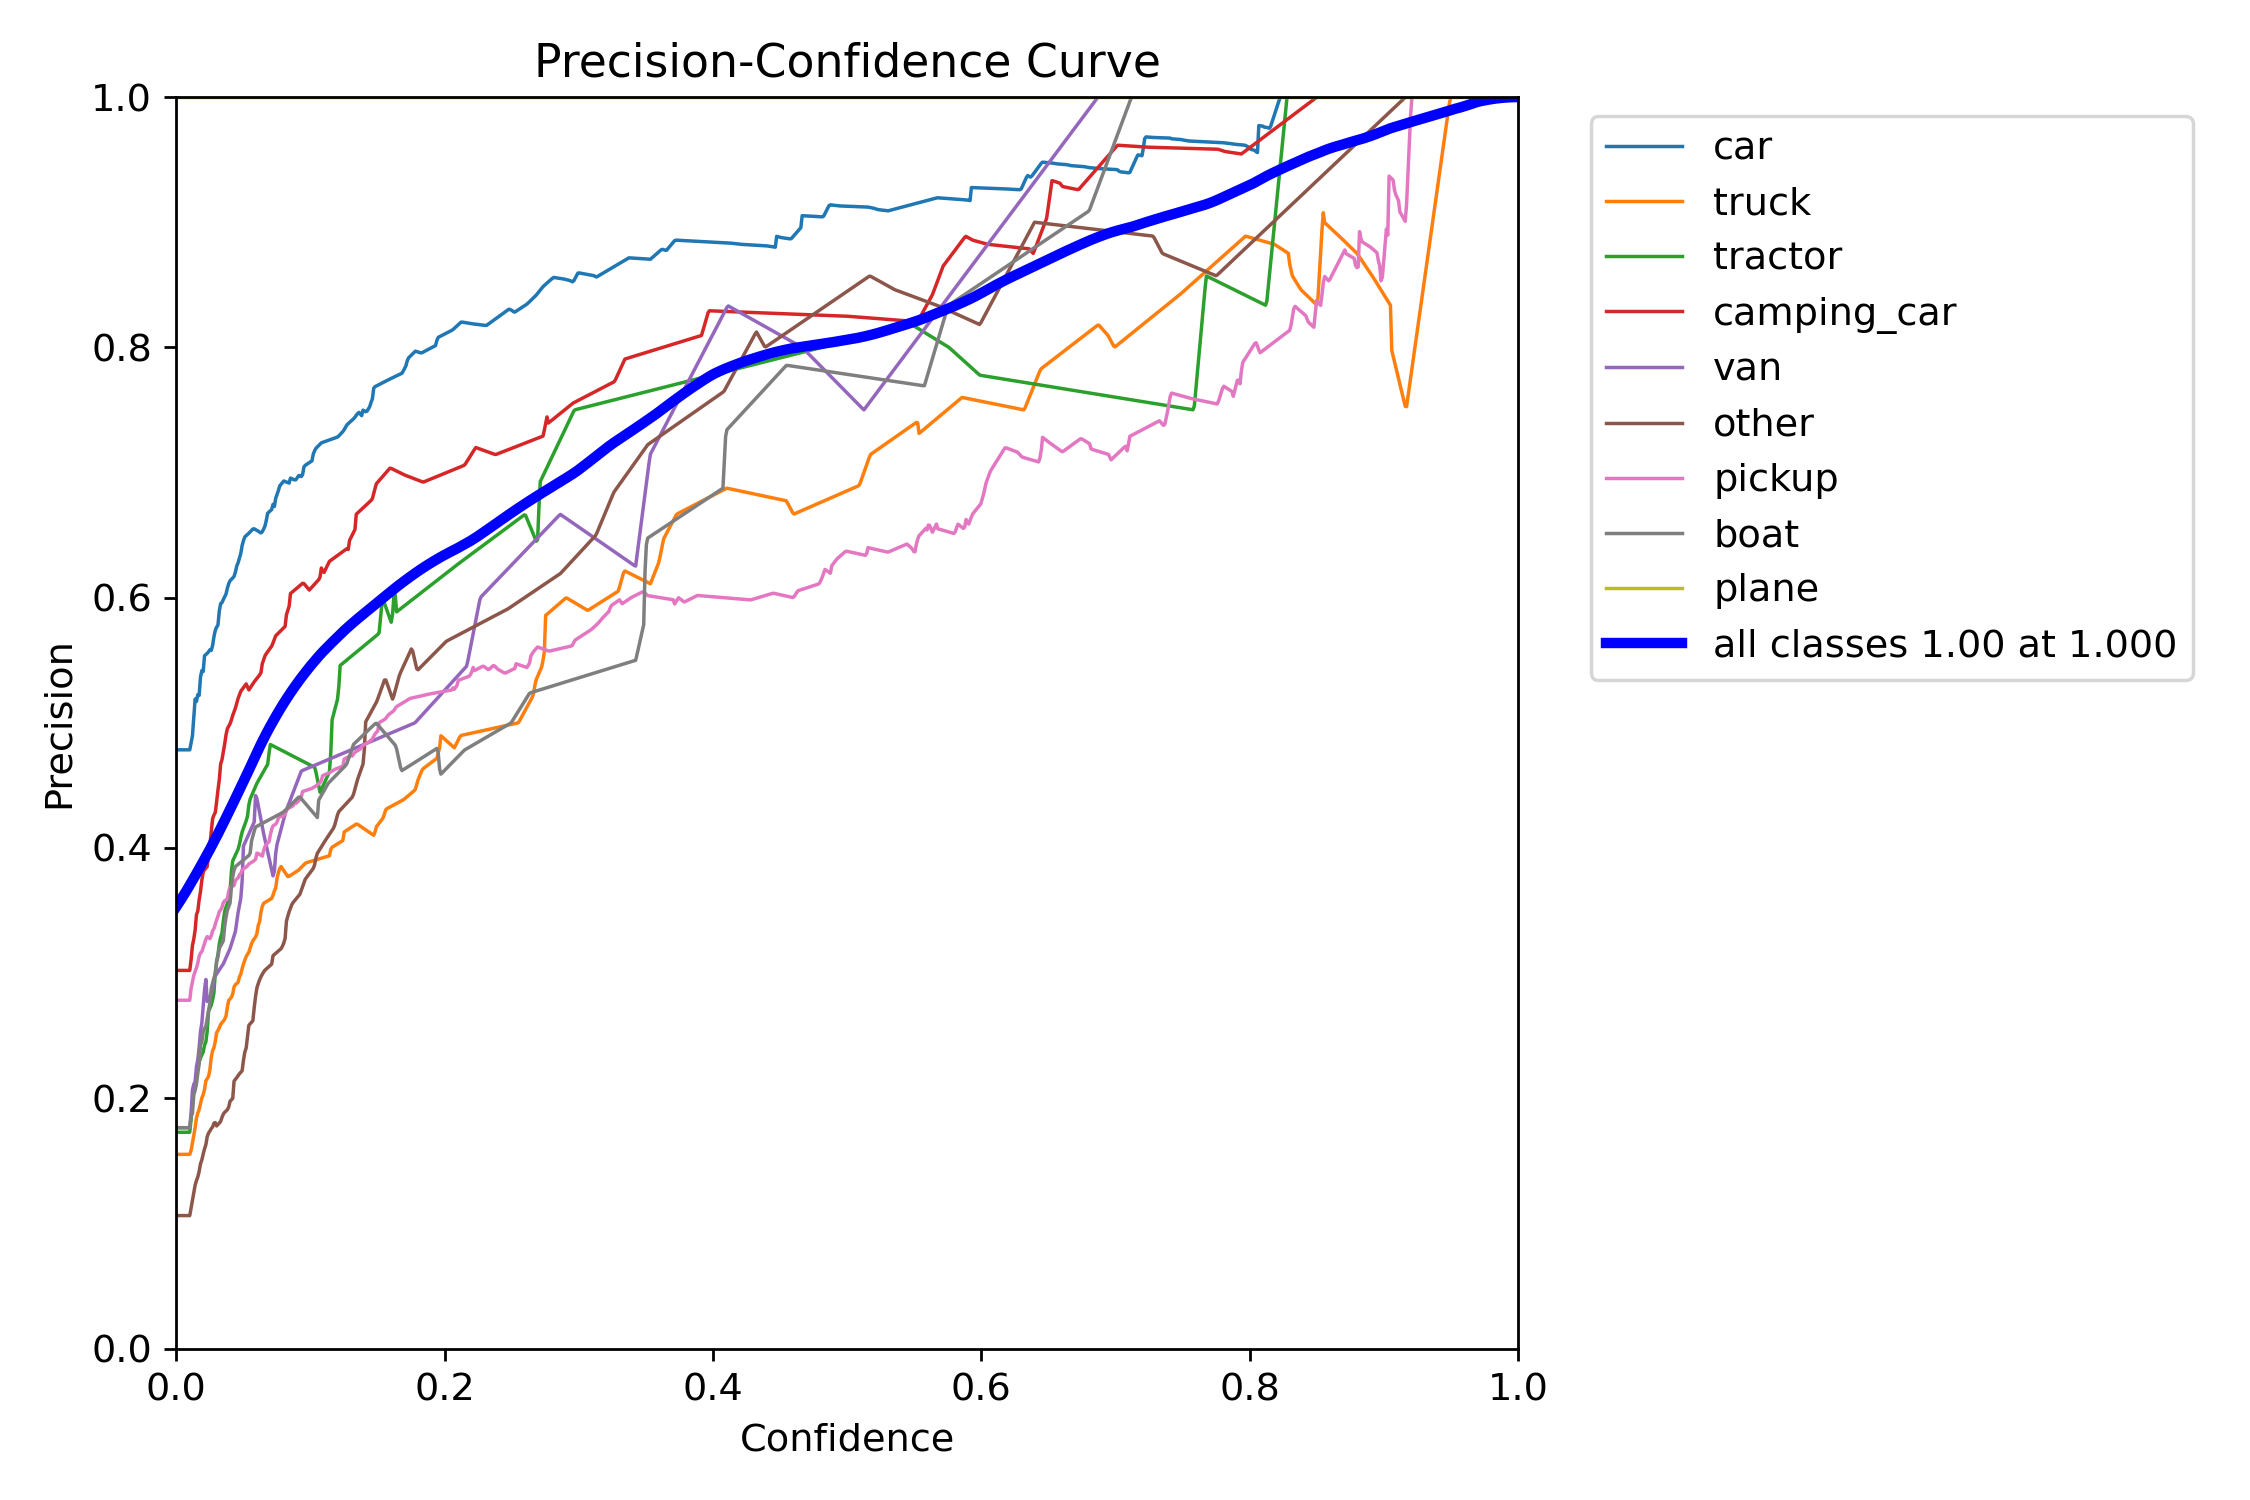 Precision-Confidence Curve
1.0
0.8
0.6
0.4
0.2
0.0
Precision
0.0 0.2 0.4 0.6 0.8 1.0
Confidence
car
truck
tractor
camping_car
van
other
pickup
boat
plane
all classes 1.00 at 1.000